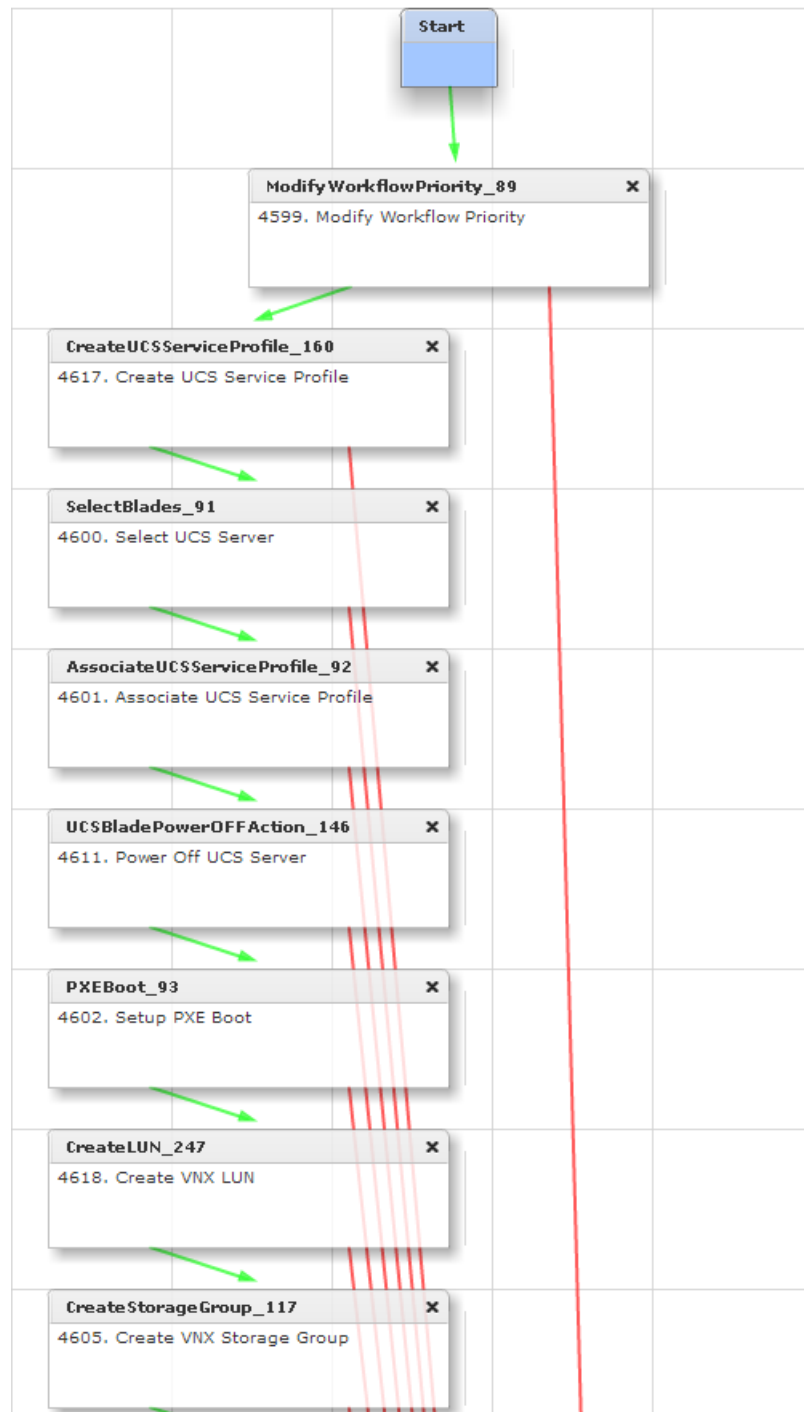 Start
ModifyWorkflowPriority_89
4599. Modify Workflow Priority
CreateUCSServiceProfile_160
4617. Create UCS Service Profile
SelectBlades_91
4600. Select UCS Server
AssociateUCSServiceProfile_92
4601. Associate UCS Service Profile
UCSBladePowerOFFAction_146
4611. Power Off UCS Server
PXEBoot_93
4602. Setup PXE Boot
CreateLUN_247
4618. Create VNX LUN
CreateStorageGroup_117
4605. Create VNX Storage Group